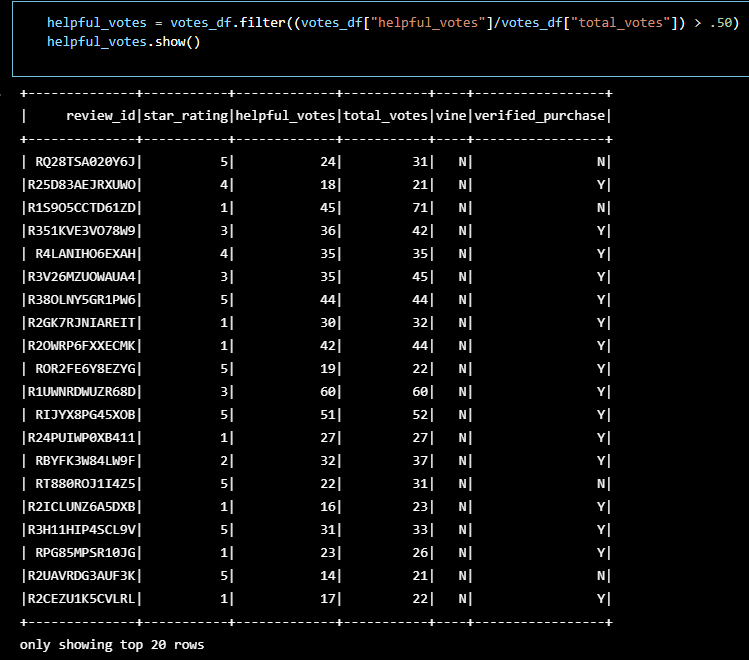 helpful_votes = votes_df.filter((votes_df["helpful_votes"]/votes_df["total_votes"]) > .50)
helpful_votes.show()
+--------------+-----------+-------------+-----------+----+-----------------+
|     review_id|star_rating|helpful_votes|total_votes|vine|verified_purchase|
+--------------+-----------+-------------+-----------+----+-----------------+
| RQ28TSA020Y6J|          5|           24|         31|   N|                N|
|R25D83AEJRXUWO|          4|           18|         21|   N|                Y|
|R1S9O5CCTD61ZD|          1|           45|         71|   N|                N|
|R351KVE3VO78W9|          3|           36|         42|   N|                Y|
| R4LANIHO6EXAH|          4|           35|         35|   N|                Y|
|R3V26MZUOWAUA4|          3|           35|         45|   N|                Y|
|R38OLNY5GR1PW6|          5|           44|         44|   N|                Y|
|R2GK7RJNIAREIT|          1|           30|         32|   N|                Y|
|R2OWRP6FXXECMK|          1|           42|         44|   N|                Y|
| ROR2FE6Y8EZYG|          5|           19|         22|   N|                Y|
|R1UWNRDWUZR68D|          3|           60|         60|   N|                Y|
| RIJYX8PG45XOB|          5|           51|         52|   N|                Y|
|R24PUIWP0XB411|          1|           27|         27|   N|                Y|
| RBYFK3W84LW9F|          2|           32|         37|   N|                Y|
| RT880ROJ1I4Z5|          5|           22|         31|   N|                N|
|R2ICLUNZ6A5DXB|          1|           16|         23|   N|                Y|
|R3H11HIP4SCL9V|          5|           31|         33|   N|                Y|
| RPG85MPSR10JG|          1|           23|         26|   N|                Y|
|R2UAVRDG3AUF3K|          5|           14|         21|   N|                N|
|R2CEZU1K5CVLRL|          1|           17|         22|   N|                Y|
+--------------+-----------+-------------+-----------+----+-----------------+
only showing top 20 rows